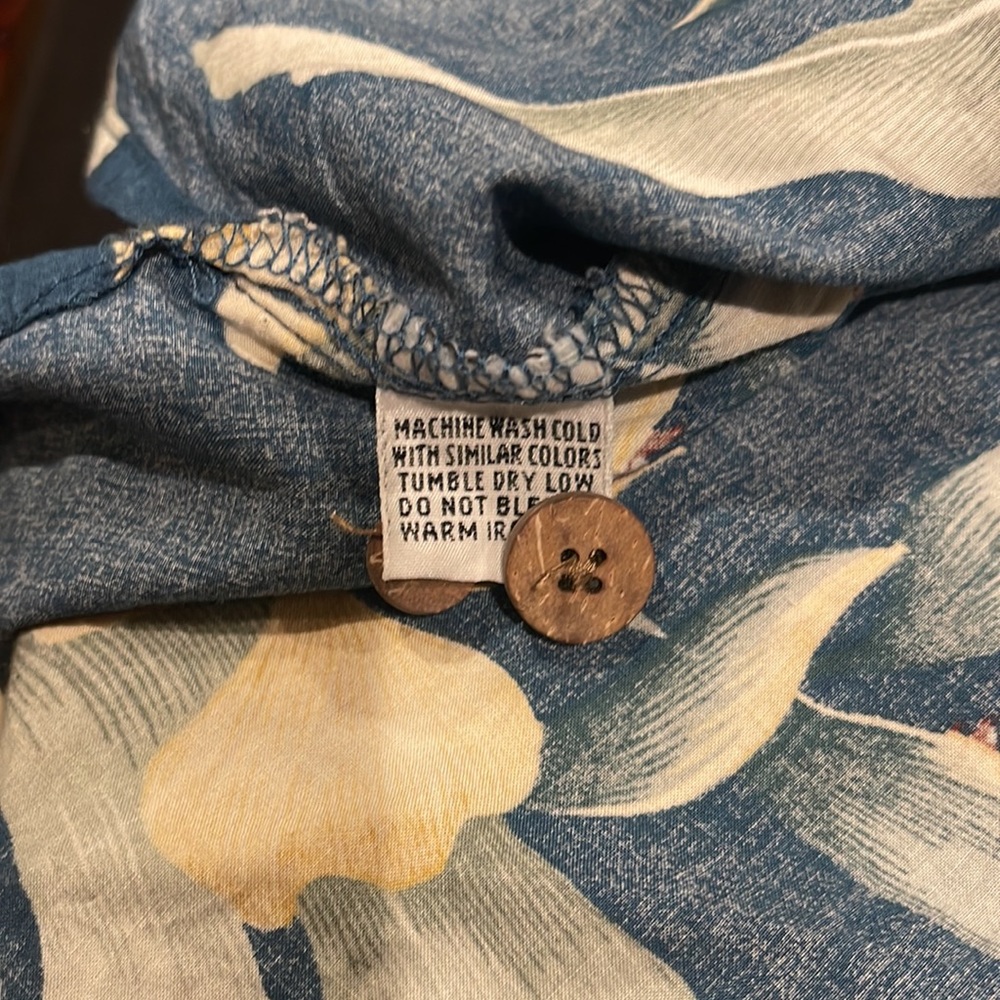 MACHINE WASH COLD
WITH SIMILAR COLORS
TUMBLE DRY LOW
DO NOT
WARM